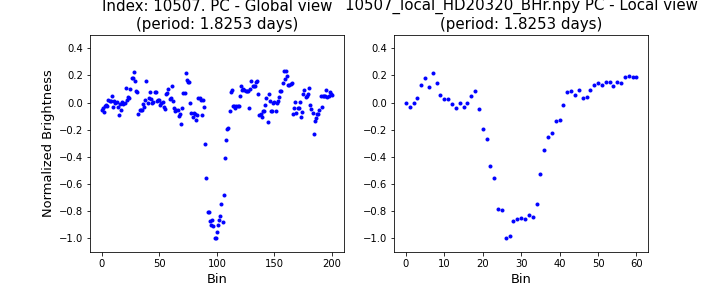 Index: 10507. PC - Global view
(period: 1.8253 days)
10507_local_HD20320_BHr.npy PC - Local view
(period: 1.8253 days)
Normalized Brightness
0.4
0.2
0.0
−0.2
−0.4
−0.6
−0.8
−1.0
0 50 100 150 200
Bin
0.4
0.2
0.0
−0.2
−0.4
−0.6
−0.8
−1.0
0 10 20 30 40 50 60
Bin